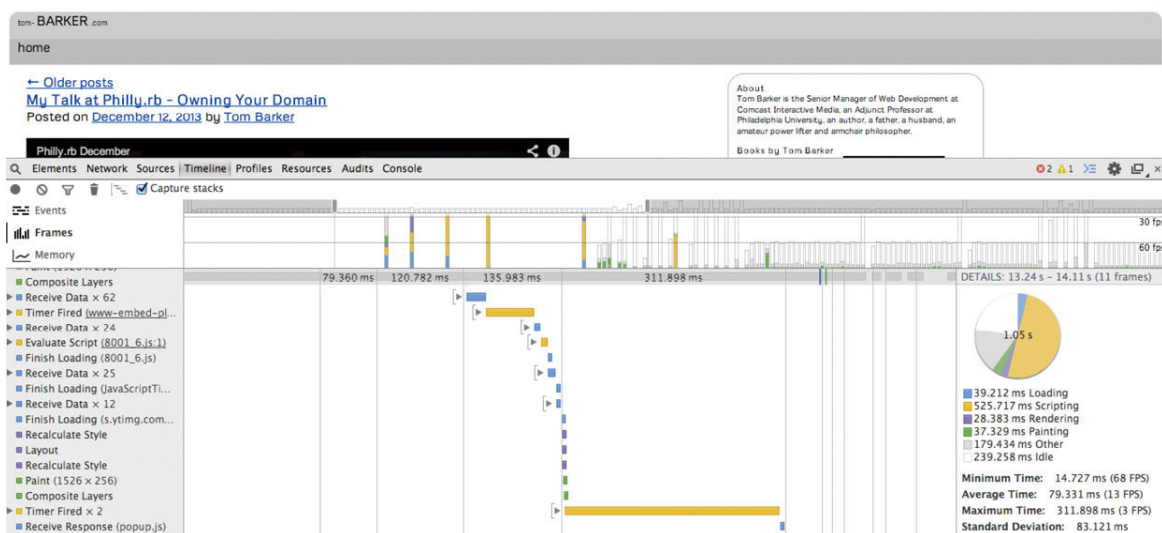 tom- BARKER .com
home
← Older posts
My Talk at Philly.rb – Owning Your Domain
Posted on December 12, 2013 by Tom Barker
Philly.rb December
About
Tom Barker is the Senior Manager of Web Development at
Comcast Interactive Media, an Adjunct Professor at
Philadelphia University, an author, a father, a husband, an
amateur power lifter and armchair philosopher.
Books by Tom Barker
Elements Network Sources Timeline Profiles Resources Audits Console
2 1
Capture stacks
Events
Frames
Memory
30 fps
60 fps
79.360 ms 120.782 ms 135.983 ms 311.898 ms
DETAILS: 13.24 s – 14.11 s (11 frames)
Paint (1526 × 256)
Composite Layers
Receive Data × 62
Timer Fired (www-embed-pl...
Receive Data × 24
Evaluate Script (8001_6.js:1)
Finish Loading (8001_6.js)
Receive Data × 25
Finish Loading (JavaScriptTi...
Receive Data × 12
Finish Loading (s.ytimg.com...
Recalculate Style
Layout
Recalculate Style
Paint (1526 × 256)
Composite Layers
Timer Fired × 2
Receive Response (popup.js)
1.05 s
39.212 ms Loading
525.717 ms Scripting
28.383 ms Rendering
37.329 ms Painting
179.434 ms Other
239.258 ms Idle
Minimum Time: 14.727 ms (68 FPS)
Average Time: 79.331 ms (13 FPS)
Maximum Time: 311.898 ms (3 FPS)
Standard Deviation: 83.121 ms